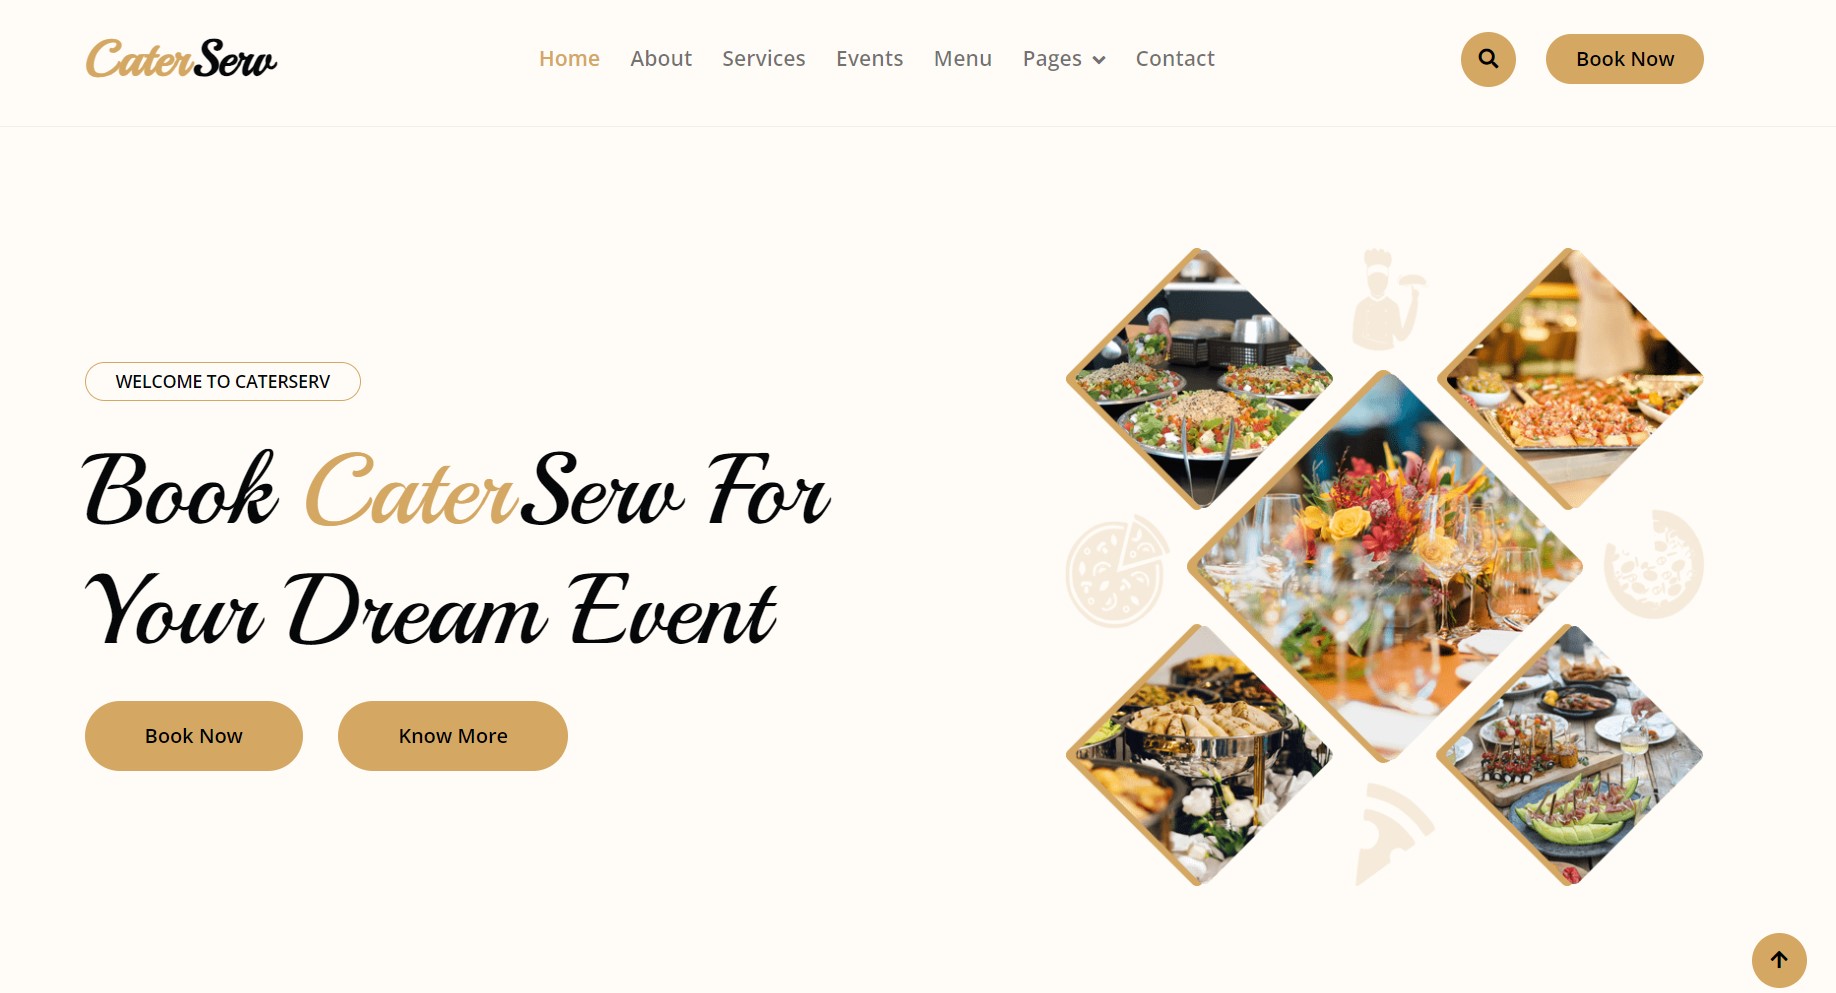 CaterServ
Home About Services Events Menu Pages Contact
Book Now
WELCOME TO CATERSERV
Book CaterServ For
Your Dream Event
Book Now
Know More